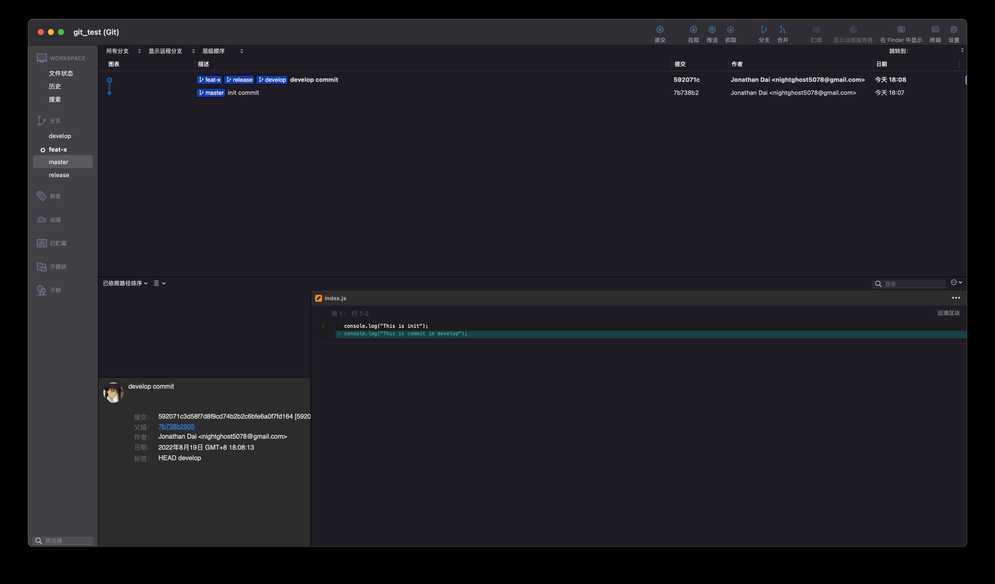 git_test (Git)
提交 拉取 推送 抓取 分支 合并 贮藏 显示远程服务器 在 Finder 中显示 终端 设置
所有分支 显示远程分支 层级顺序 跳转到:
图表 描述 提交 作者 日期
feat-x release develop develop commit 592071c Jonathan Dai <nightghost5078@gmail.com> 今天 18:08
master init commit 7b738b2 Jonathan Dai <nightghost5078@gmail.com> 今天 18:07
WORKSPACE
文件状态
历史
搜索
分支
develop
feat-x
master
release
标签
远端
已贮藏
子模块
子树
已依照路径排序 搜索
index.js
块 1: 行 1-2 回滚区块
console.log("This is init");
console.log("This is commit in develop");
develop commit
提交: 592071c3d58f7d8f9cd74b2b2c6bfe6a0f7fd164 [5920
父级: 7b738b2505
作者: Jonathan Dai <nightghost5078@gmail.com>
日期: 2022年8月19日 GMT+8 18:08:13
标签: HEAD develop